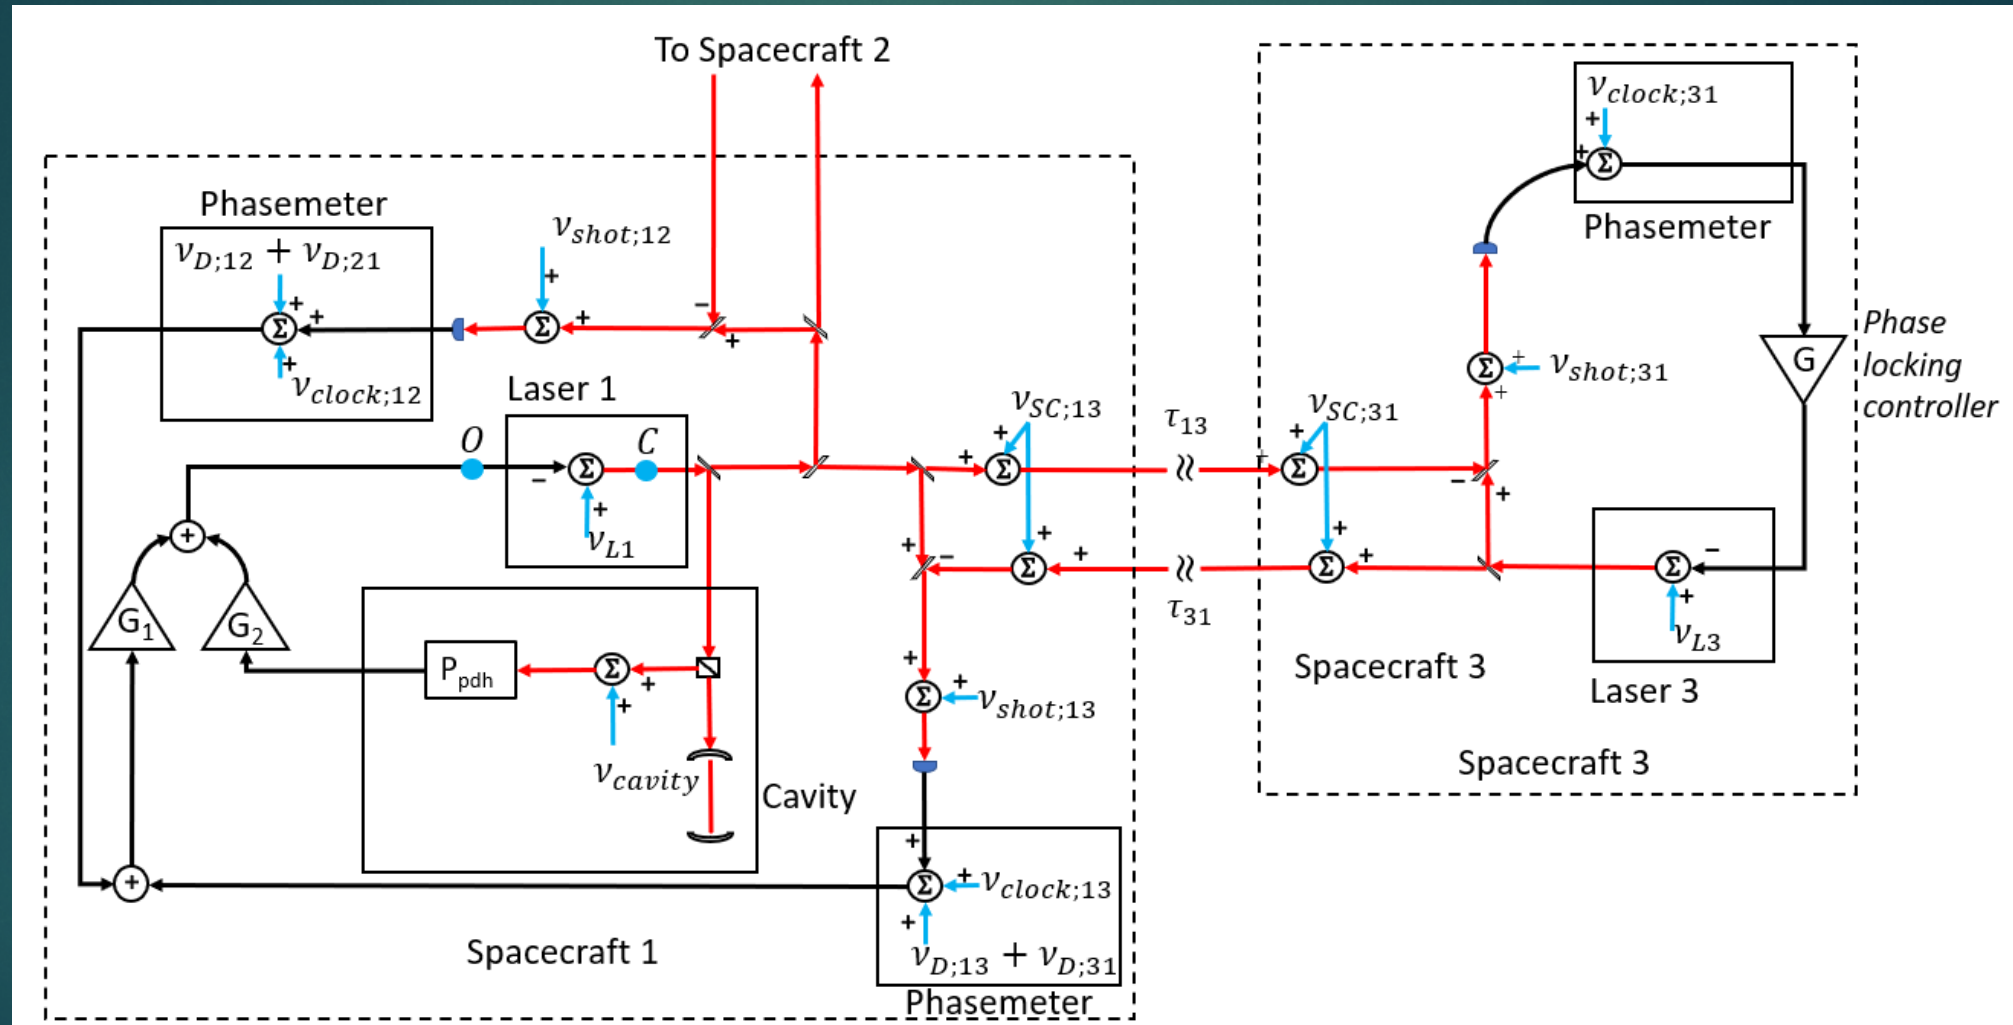 To Spacecraft 2
Phasemeter
ν_{D;12} + ν_{D;21}
+
+
Σ
+
ν_{clock;12}
ν_{shot;12}
+
Σ
+
−
+
Laser 1
O
C
−
Σ
+
ν_{L1}
+
G_1
G_2
P_{pdh}
Σ
+
+
ν_{cavity}
Cavity
+
Spacecraft 1
ν_{SC;13}
+
+
Σ
+
−
+
Σ
+
+
Σ
+
ν_{shot;13}
+
Σ
+
ν_{clock;13}
+
ν_{D;13} + ν_{D;31}
Phasemeter
τ_{13}
τ_{31}
ν_{SC;31}
+
+
Σ
+
Σ
+
−
+
+
Σ
+
ν_{shot;31}
ν_{clock;31}
+
+
Σ
Phasemeter
G
Phase
locking
controller
Σ
−
+
ν_{L3}
Laser 3
Spacecraft 3
Spacecraft 3